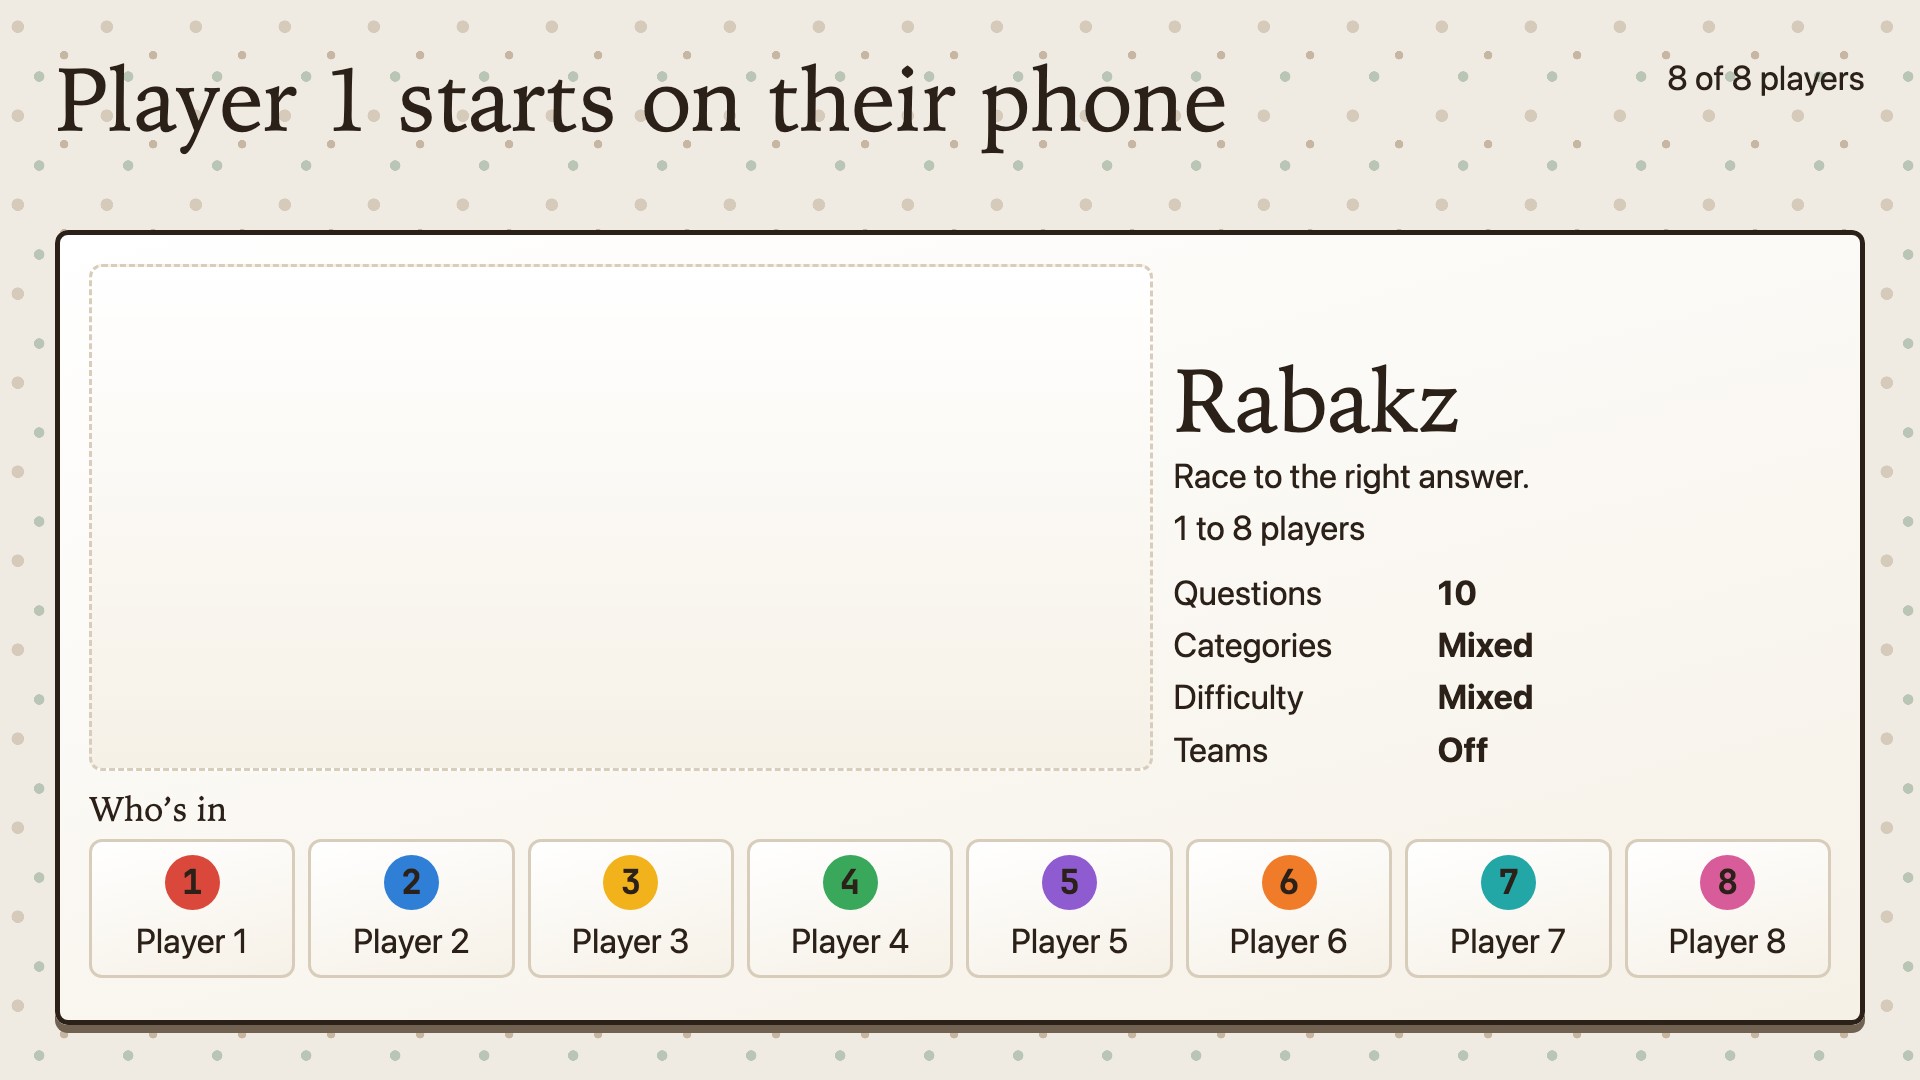 Player 1 starts on their phone
8 of 8 players
Rabakz
Race to the right answer.
1 to 8 players
Questions 10
Categories Mixed
Difficulty Mixed
Teams Off
Who’s in
1 2 3 4 5 6 7 8
Player 1 Player 2 Player 3 Player 4 Player 5 Player 6 Player 7 Player 8